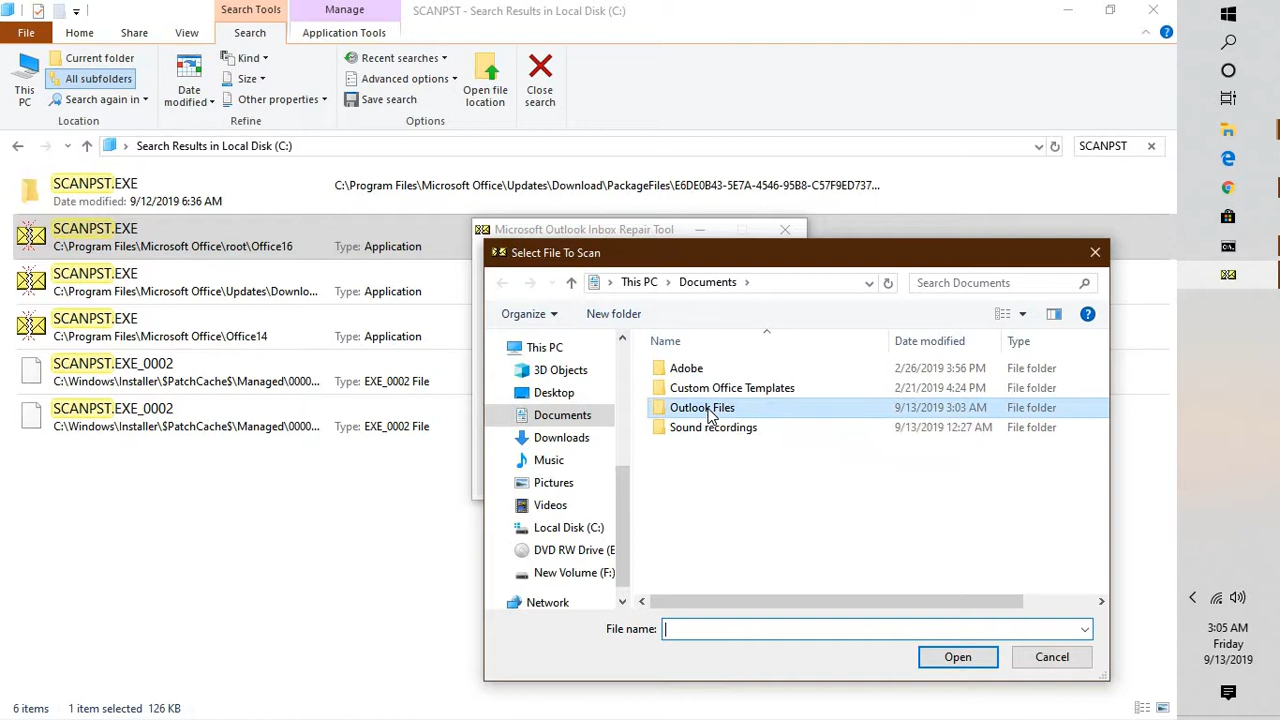 Search Tools
Manage
SCANPST - Search Results in Local Disk (C:)
File
Home
Share
View
Search
Application Tools
This PC
Current folder
All subfolders
Search again in
Location
Date modified
Kind
Size
Other properties
Refine
Recent searches
Advanced options
Save search
Options
Open file location
Close search
Search Results in Local Disk (C:)
SCANPST
SCANPST.EXE
Date modified: 9/12/2019 6:36 AM
C:\Program Files\Microsoft Office\Updates\Download\PackageFiles\E6DE0B43-5E7A-4546-95B8-C57F9ED737...
SCANPST.EXE
C:\Program Files\Microsoft Office\root\Office16
Type: Application
SCANPST.EXE
C:\Program Files\Microsoft Office\Updates\Downlo...
Type: Application
SCANPST.EXE
C:\Program Files\Microsoft Office\Office14
Type: Application
SCANPST.EXE_0002
C:\Windows\Installer\$PatchCache$\Managed\0000...
Type: EXE_0002 File
SCANPST.EXE_0002
C:\Windows\Installer\$PatchCache$\Managed\0000...
Type: EXE_0002 File
Microsoft Outlook Inbox Repair Tool
Select File To Scan
This PC
Documents
Search Documents
Organize
New folder
This PC
3D Objects
Desktop
Documents
Downloads
Music
Pictures
Videos
Local Disk (C:)
DVD RW Drive (E
New Volume (F:)
Network
Name
Date modified
Type
Adobe
2/26/2019 3:56 PM
File folder
Custom Office Templates
2/21/2019 4:24 PM
File folder
Outlook Files
9/13/2019 3:03 AM
File folder
Sound recordings
9/13/2019 12:27 AM
File folder
File name:
Open
Cancel
3:05 AM
Friday
9/13/2019
6 items
1 item selected 126 KB